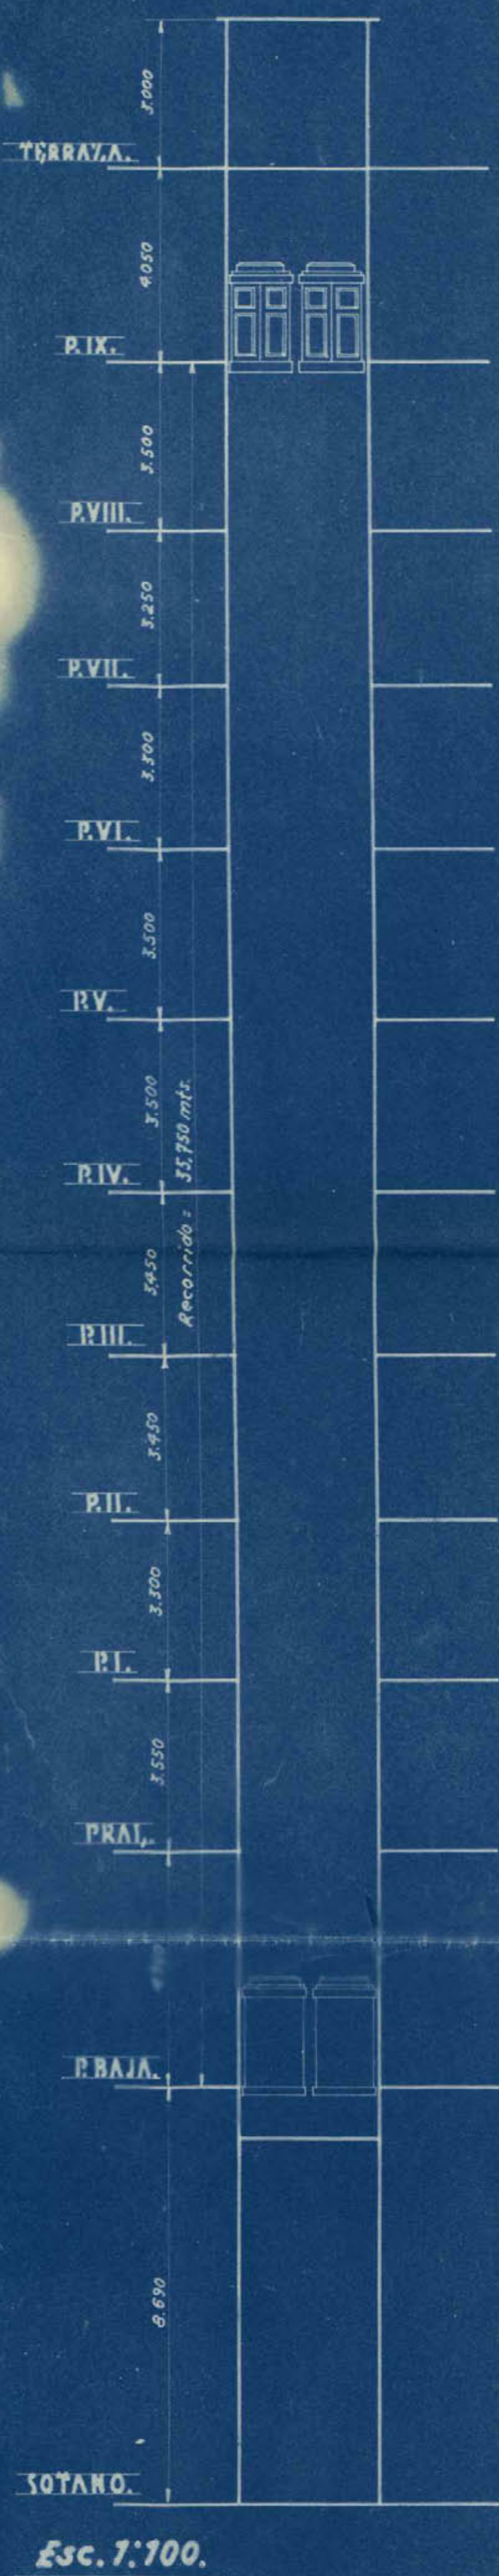 3.000
TERRAZA.
4050
P.IX.
3.500
P.VIII.
3.250
P.VII.
3.300
P.VI.
3.500
P.V.
3.500
Recorrido = 35,750 mts.
P.IV.
3,450
P.III.
3.450
P.II.
3.300
P.I.
3.550
PRAL.
P.BAJA.
8.690
SOTANO.
Esc. 1:100.